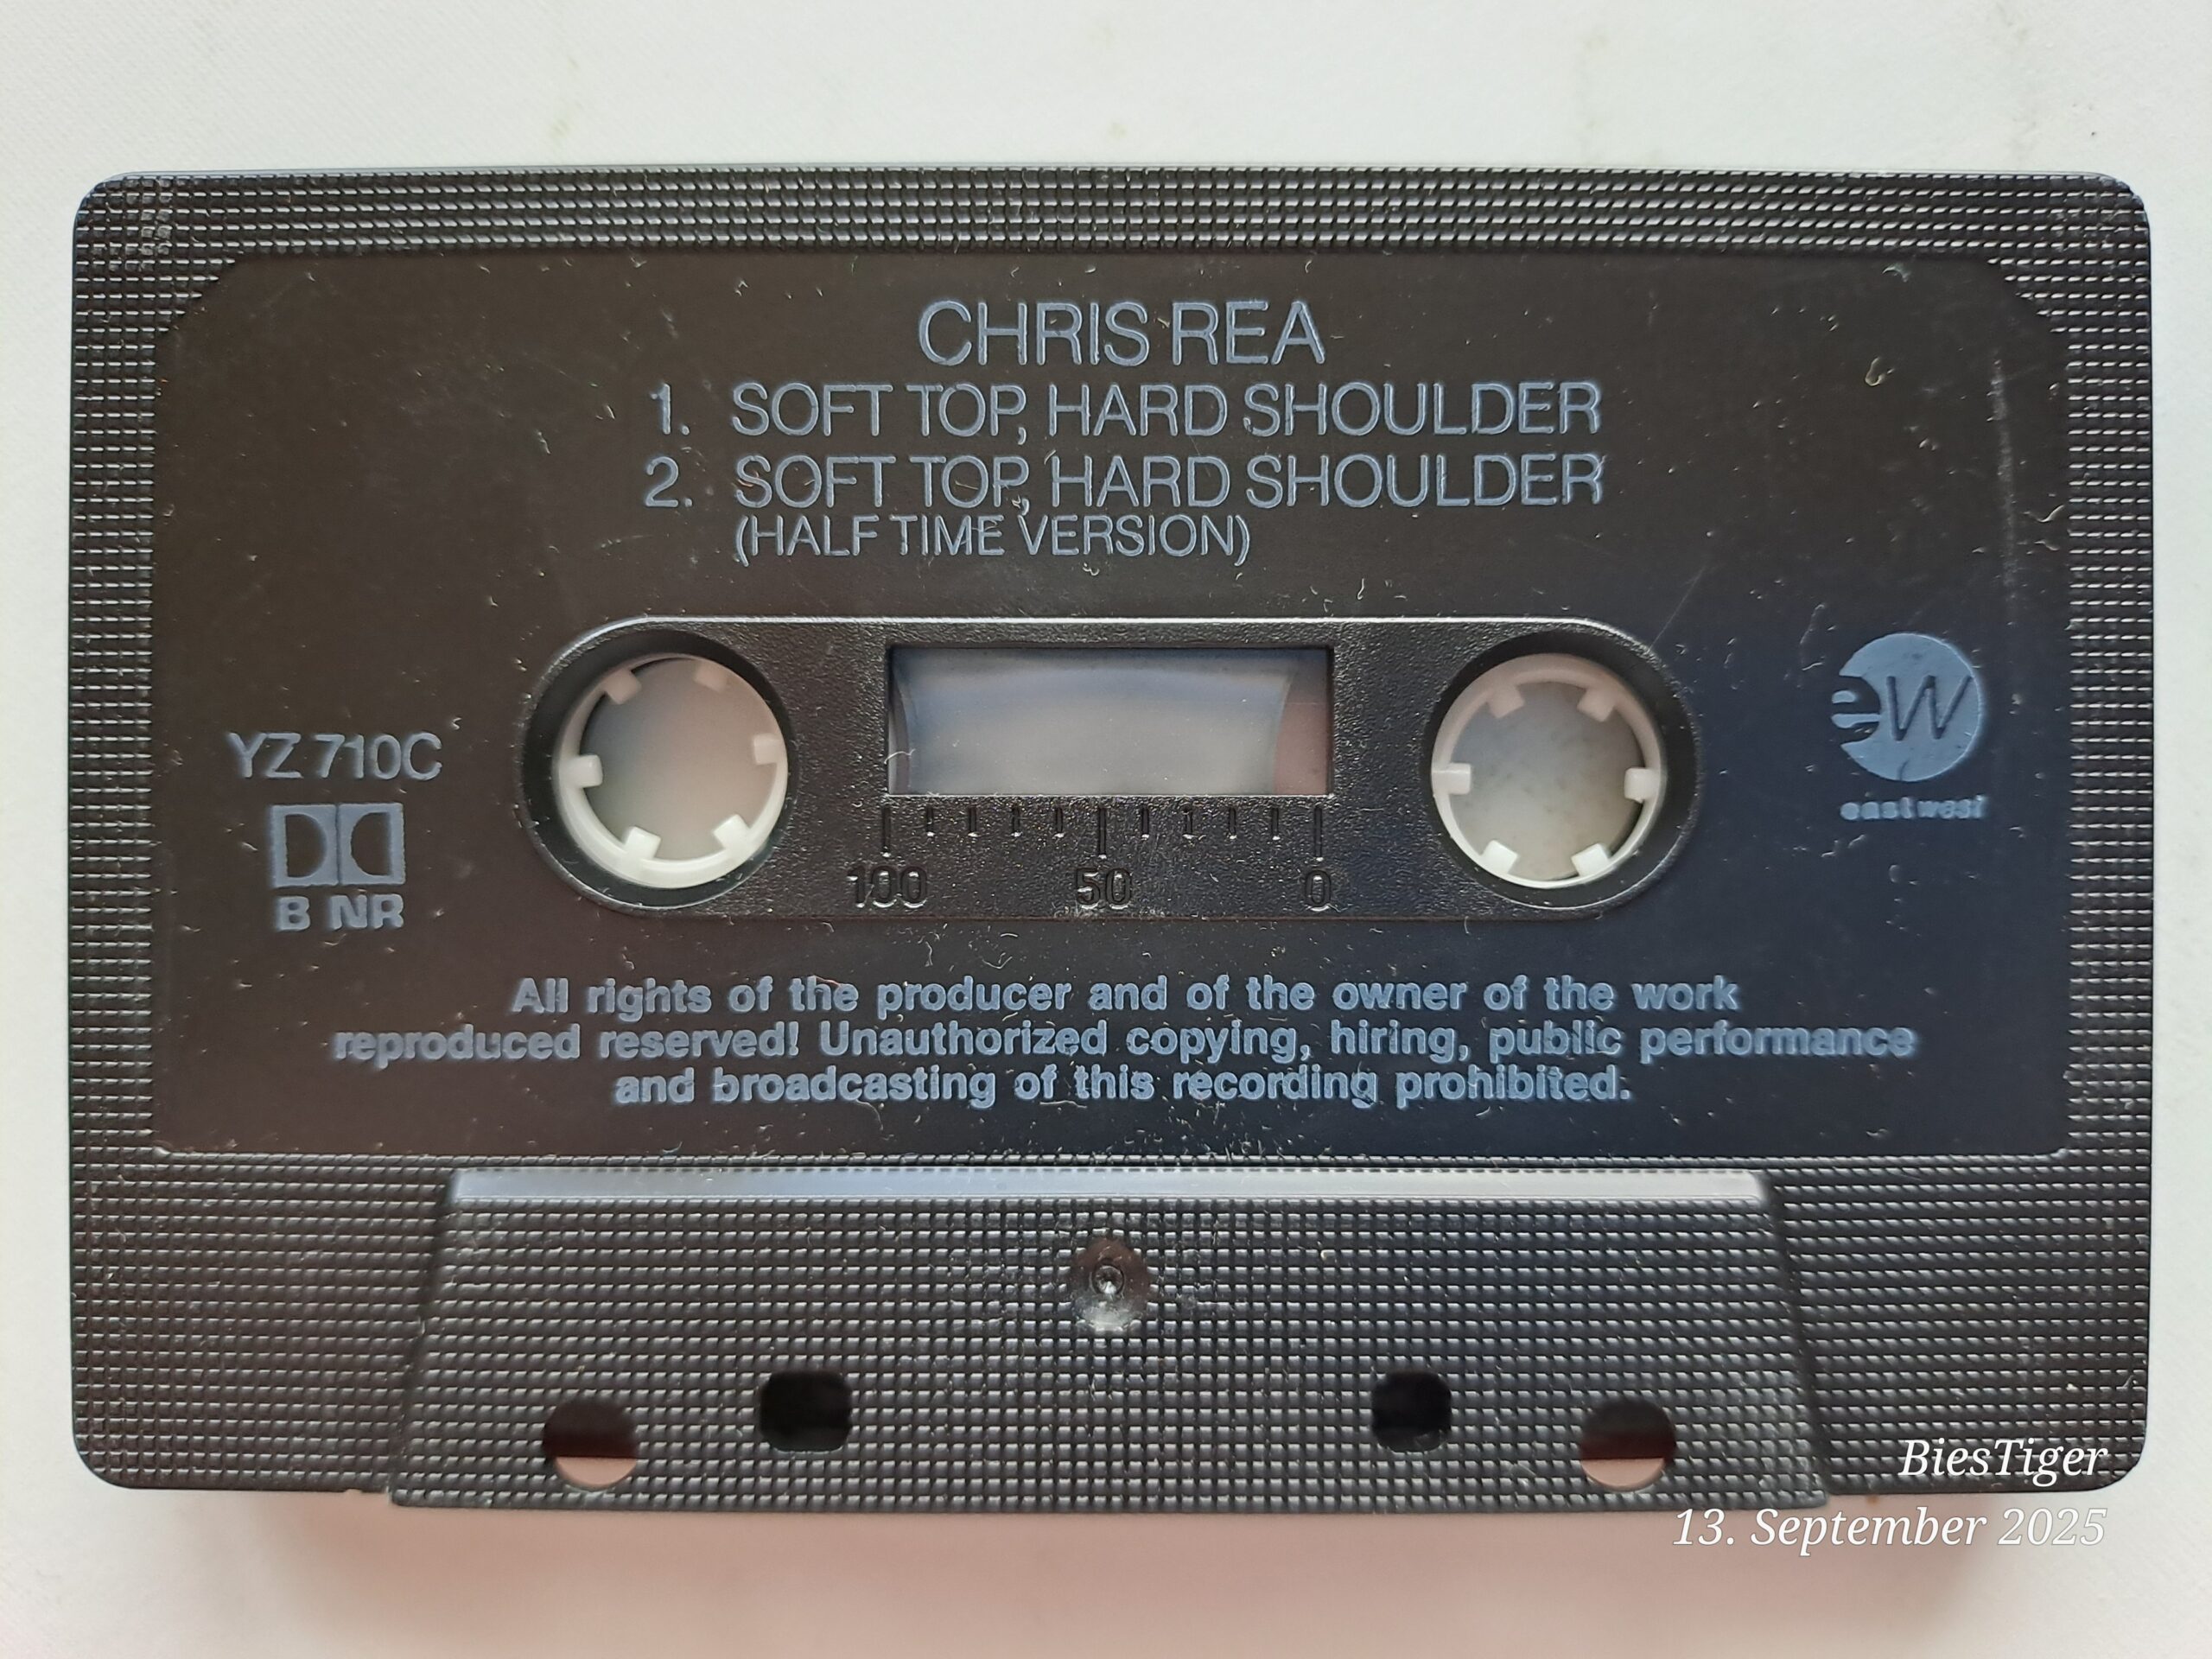 CHRIS REA
1. SOFT TOP, HARD SHOULDER
2. SOFT TOP, HARD SHOULDER
(HALF TIME VERSION)
ew
eastwest
YZ 710C
B NR
100 50 0
All rights of the producer and of the owner of the work
reproduced reserved! Unauthorized copying, hiring, public performance
and broadcasting of this recording prohibited.
BiesTiger
13. September 2025